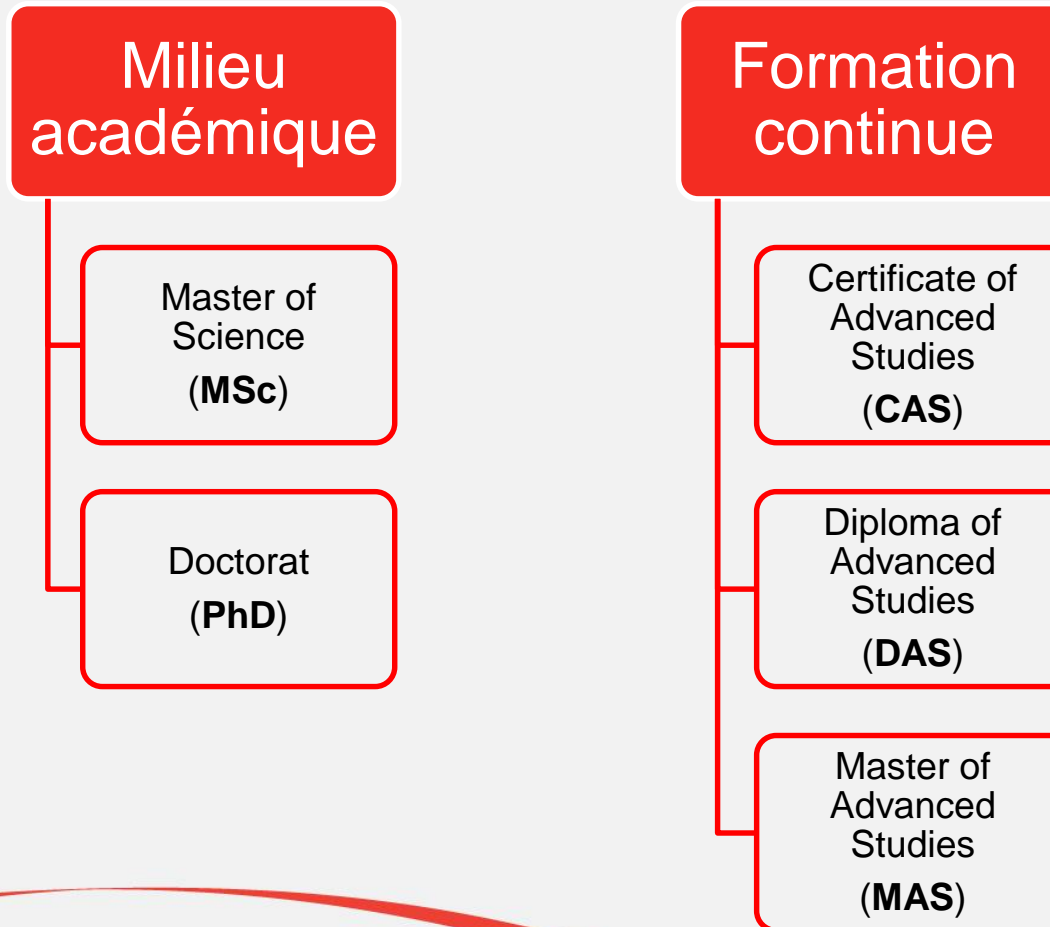 Milieu
académique
Master of
Science
(MSc)
Doctorat
(PhD)
Formation
continue
Certificate of
Advanced
Studies
(CAS)
Diploma of
Advanced
Studies
(DAS)
Master of
Advanced
Studies
(MAS)